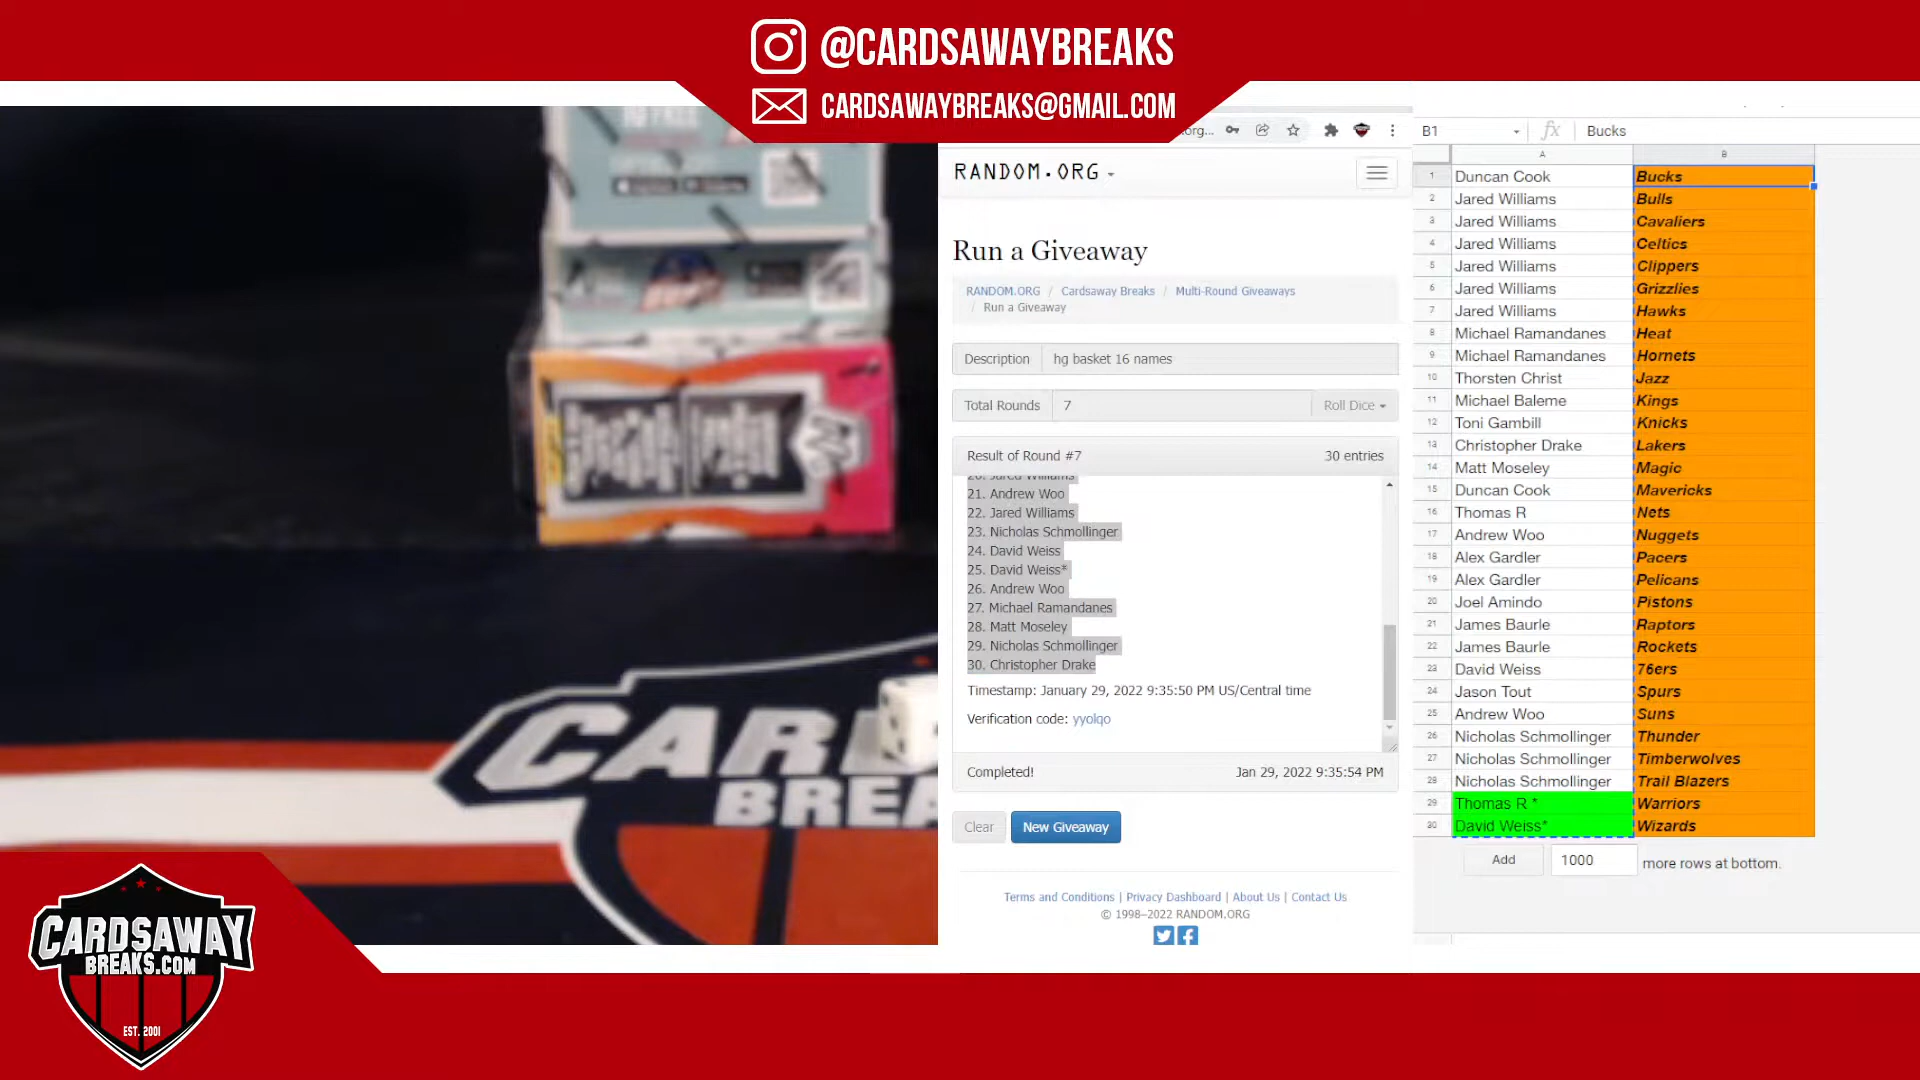 @CARDSAWAYBREAKS
CARDSAWAYBREAKS@GMAIL.COM
.org...
RANDOM.ORG
Run a Giveaway
RANDOM.ORG / Cardsaway Breaks / Multi-Round Giveaways
/ Run a Giveaway
Description hg basket 16 names
Total Rounds 7 Roll Dice
Result of Round #7 30 entries
20. Jared Williams
21. Andrew Woo
22. Jared Williams
23. Nicholas Schmollinger
24. David Weiss
25. David Weiss*
26. Andrew Woo
27. Michael Ramandanes
28. Matt Moseley
29. Nicholas Schmollinger
30. Christopher Drake
Timestamp: January 29, 2022 9:35:50 PM US/Central time
Verification code: yyolqo
Completed! Jan 29, 2022 9:35:54 PM
Clear New Giveaway
Terms and Conditions | Privacy Dashboard | About Us | Contact Us
© 1998–2022 RANDOM.ORG
B1 fx Bucks
A B
1 Duncan Cook Bucks
2 Jared Williams Bulls
3 Jared Williams Cavaliers
4 Jared Williams Celtics
5 Jared Williams Clippers
6 Jared Williams Grizzlies
7 Jared Williams Hawks
8 Michael Ramandanes Heat
9 Michael Ramandanes Hornets
10 Thorsten Christ Jazz
11 Michael Baleme Kings
12 Toni Gambill Knicks
13 Christopher Drake Lakers
14 Matt Moseley Magic
15 Duncan Cook Mavericks
16 Thomas R Nets
17 Andrew Woo Nuggets
18 Alex Gardler Pacers
19 Alex Gardler Pelicans
20 Joel Amindo Pistons
21 James Baurle Raptors
22 James Baurle Rockets
23 David Weiss 76ers
24 Jason Tout Spurs
25 Andrew Woo Suns
26 Nicholas Schmollinger Thunder
27 Nicholas Schmollinger Timberwolves
28 Nicholas Schmollinger Trail Blazers
29 Thomas R * Warriors
30 David Weiss* Wizards
Add 1000 more rows at bottom.
CARDSAWAY
BREAKS.COM
EST. 2001